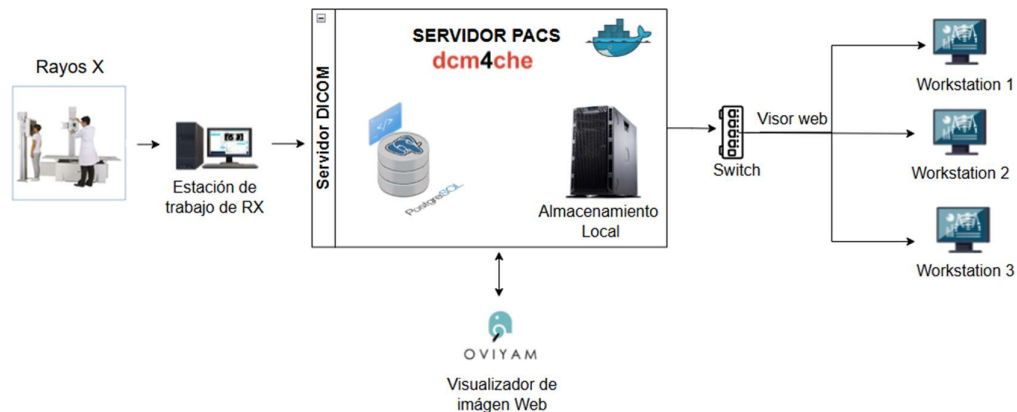 Rayos X
Estación de
trabajo de RX
Servidor DICOM
SERVIDOR PACS
dcm4che
</>
PostgreSQL
Almacenamiento
Local
Switch
Visor web
Workstation 1
Workstation 2
Workstation 3
OVIYAM
Visualizador de
imágen Web